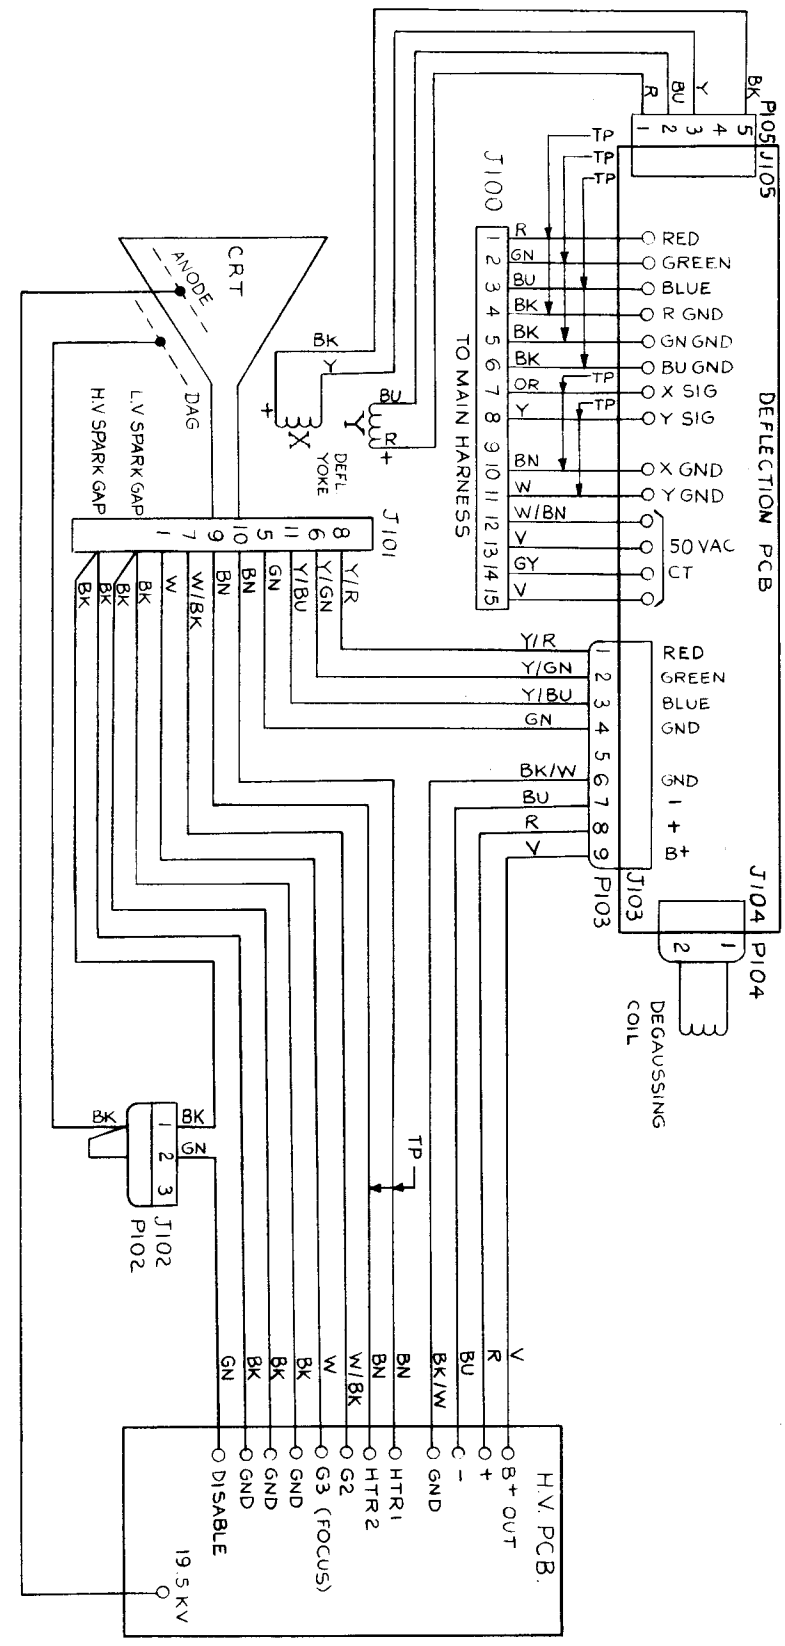 P105 J105
BK
Y
BU
R
5
4
3
2
1
TP
TP
TP
J100
TO MAIN HARNESS
1 R RED
2 GN GREEN
3 BU BLUE
4 BK R GND
5 BK GN GND
6 BK BU GND
TP
7 OR X SIG
TP
8 Y Y SIG
9
10 BN X GND
11 W Y GND
12 W/BN
13 V 50 VAC
14 GY CT
15 V
DEFLECTION PCB
CRT
ANODE
DAG
BK
Y
+
X
BU
Y
R
+
DEFL
YOKE
H.V SPARK GAP
L.V SPARK GAP
J101
1 7 9 10 5 11 6 8
BK
BK
BK
BK
W
W/BK
BN
BN
GN
Y/BU
Y/GN
Y/R
Y/R 1 RED
Y/GN 2 GREEN
Y/BU 3 BLUE
GN 4 GND
5
BK/W 6 GND
BU 7 -
R 8 +
V 9 B+
P103
J103
J104 P104
1
2
DEGAUSSING
COIL
BK 1 BK
2 GN
3
J102
P102
TP
GN
BK
BK
BK
W
W/BK
BN
BN
BK/W
BU
R
V
H.V. PCB.
B+ OUT
+
-
GND
HTR1
HTR2
G2
G3 (FOCUS)
GND
GND
GND
DISABLE
19.5 KV